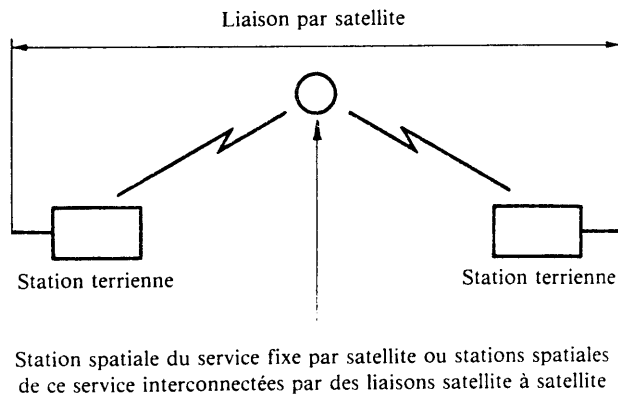 Liaison par satellite
Station terrienne
Station terrienne
Station spatiale du service fixe par satellite ou stations spatiales
de ce service interconnectées par des liaisons satellite à satellite